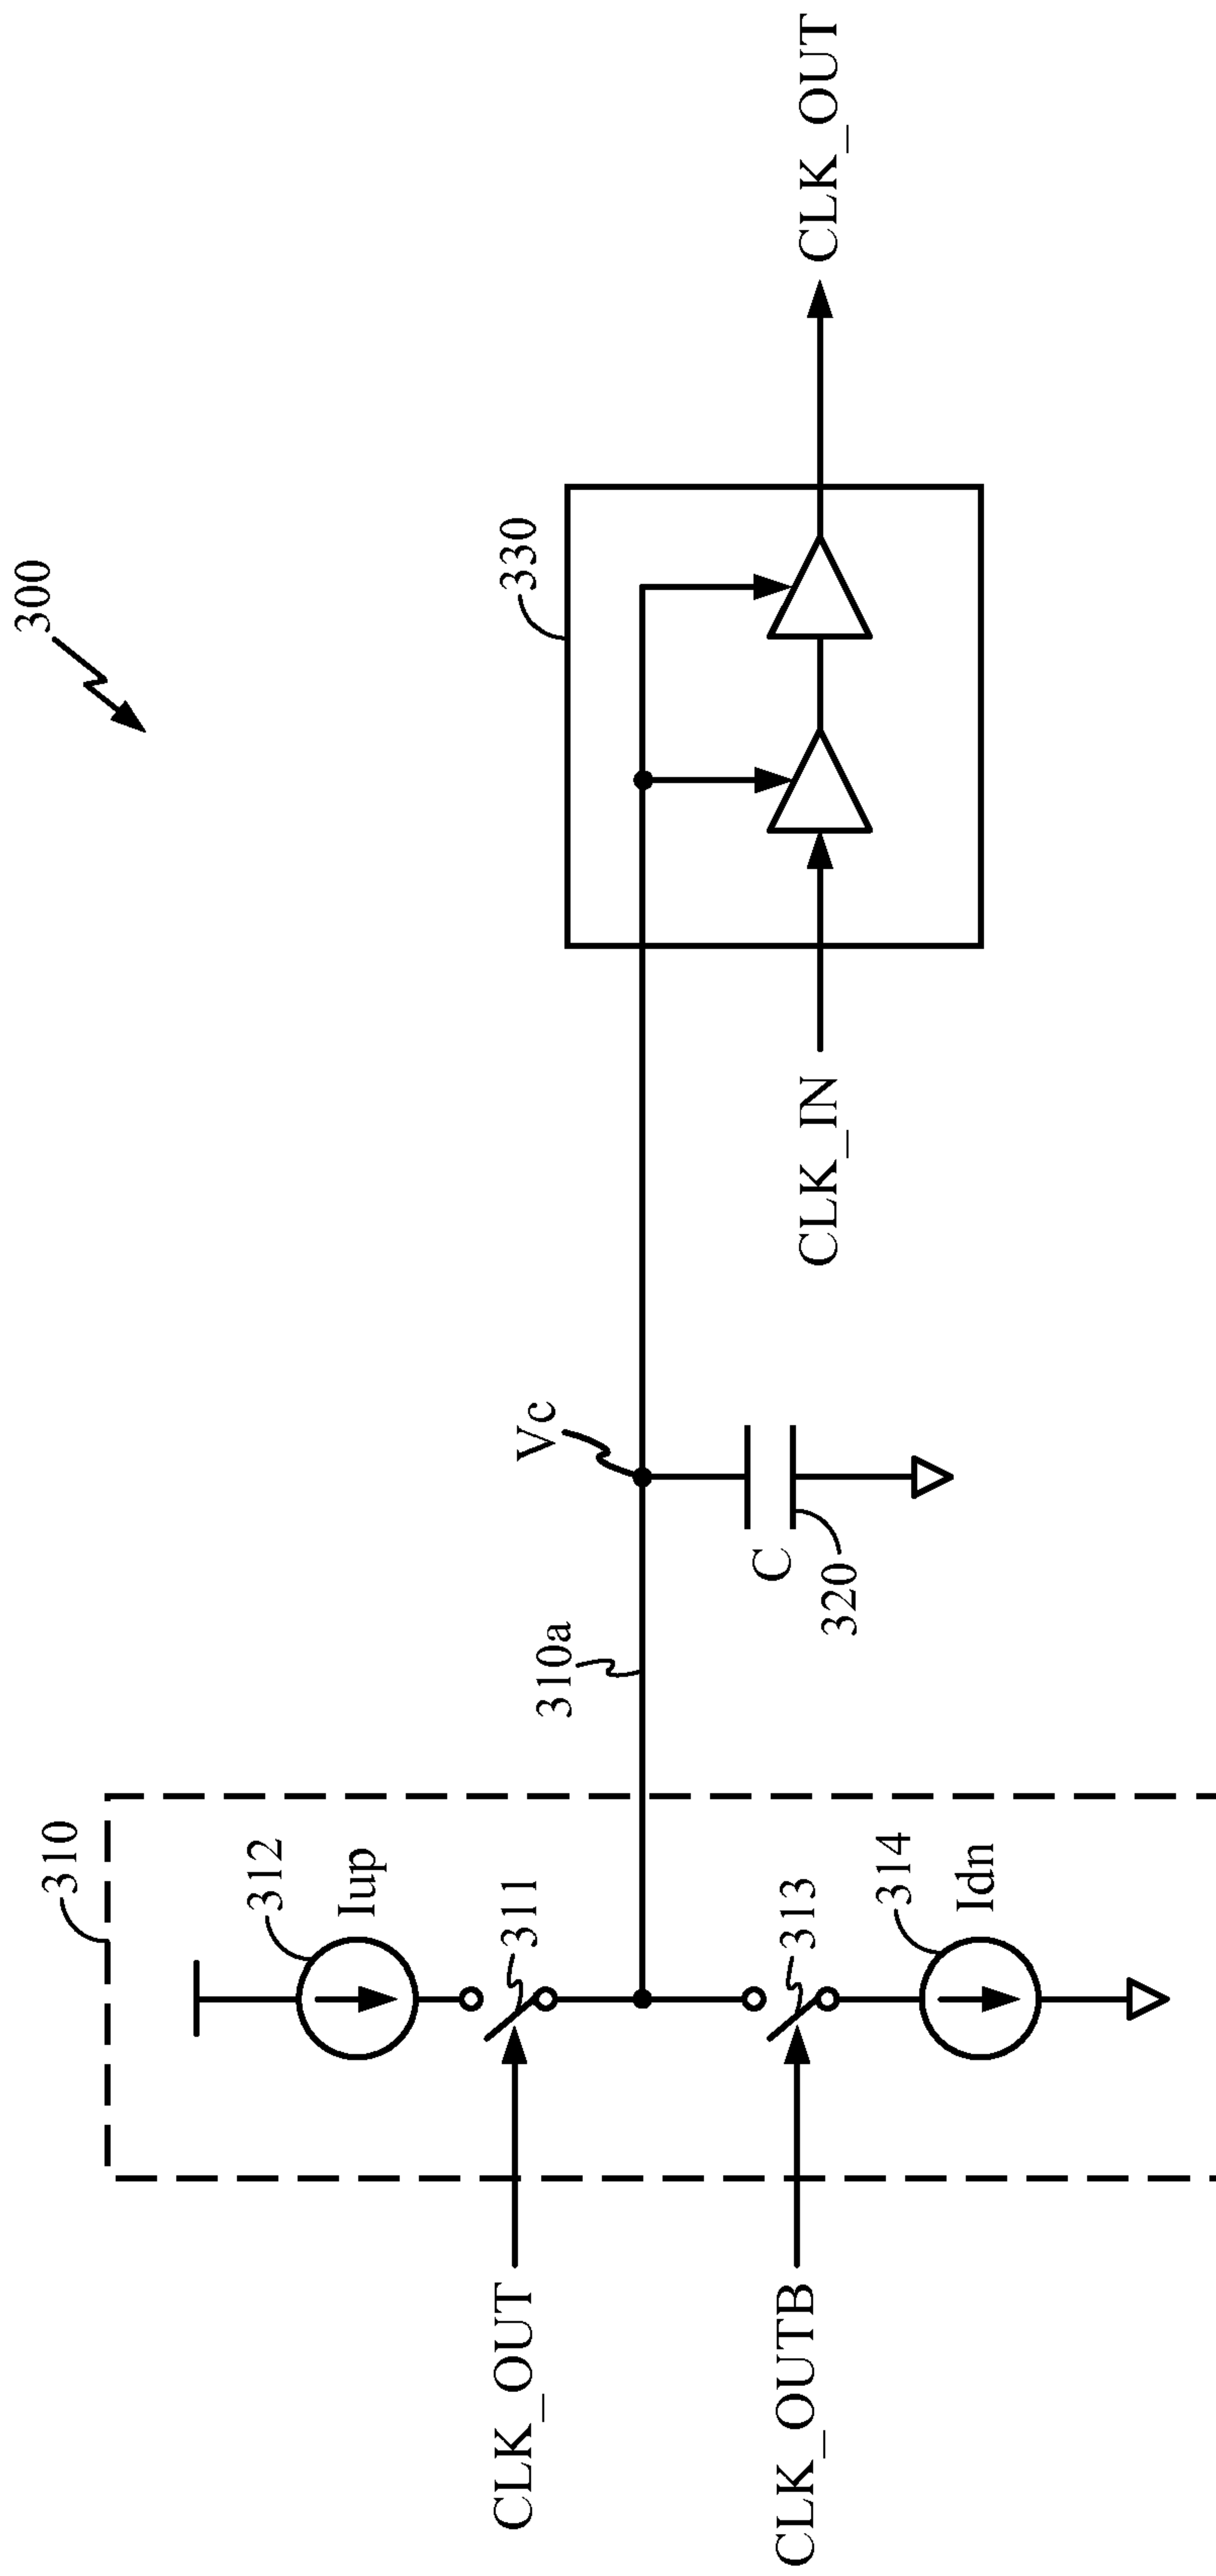 300
310
312
Iup
CLK_OUT
311
310a
Vc
330
CLK_OUTB
313
314
Idn
C
320
CLK_IN
CLK_OUT